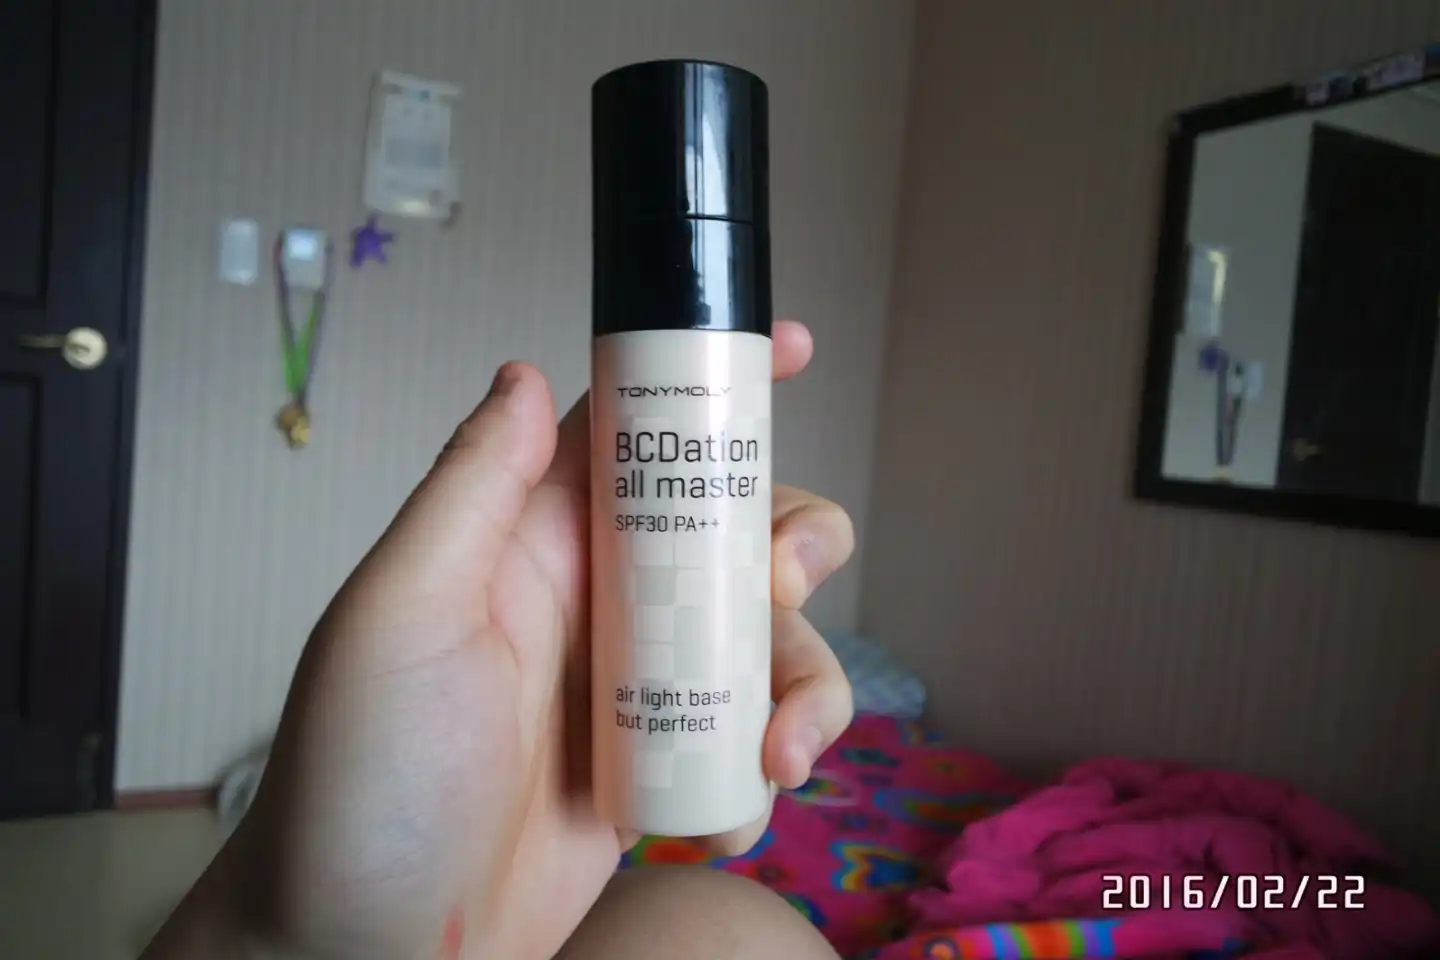 TONYMOLY
BCDation
all master
SPF30 PA++
air light base
but perfect
2016/02/22